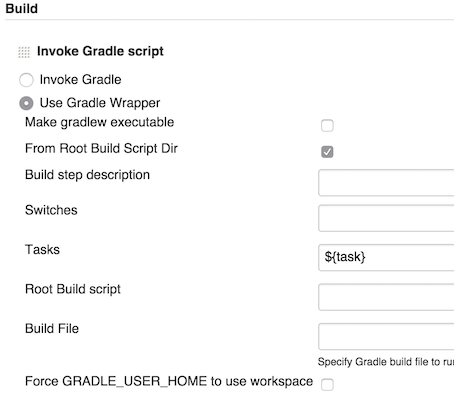 Build
Invoke Gradle script
Invoke Gradle
Use Gradle Wrapper
Make gradlew executable
From Root Build Script Dir
Build step description
Switches
Tasks
${task}
Root Build script
Build File
Specify Gradle build file to
Force GRADLE_USER_HOME to use workspace